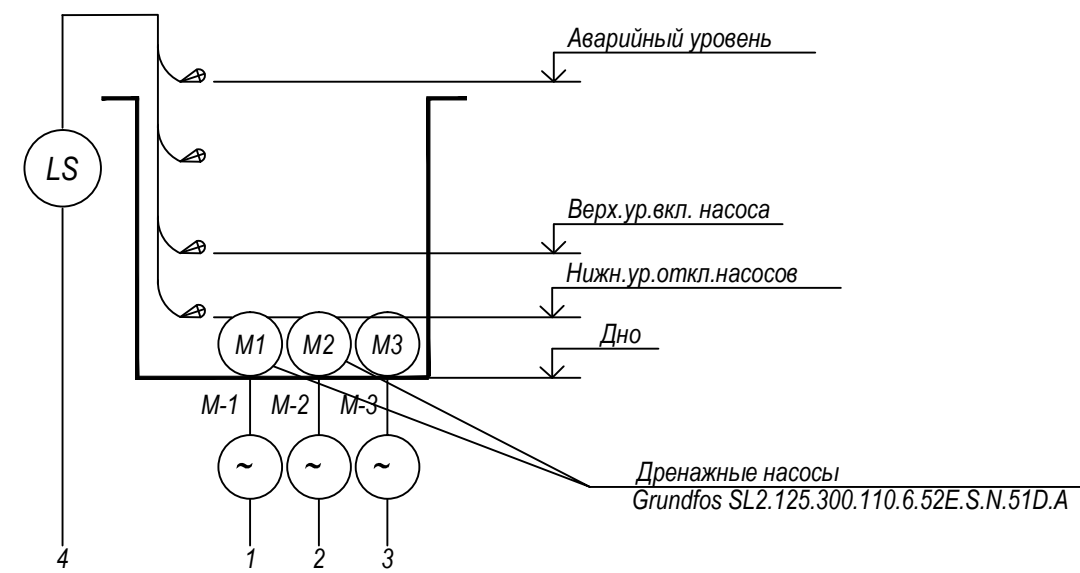 Аварийный уровень
LS
Верх.ур.вкл. насоса
Нижн.ур.откл.насосов
Дно
M1
M2
M3
M-1
M-2
M-3
~
~
~
Дренажные насосы
Grundfos SL2.125.300.110.6.52E.S.N.51D.A
4
1
2
3